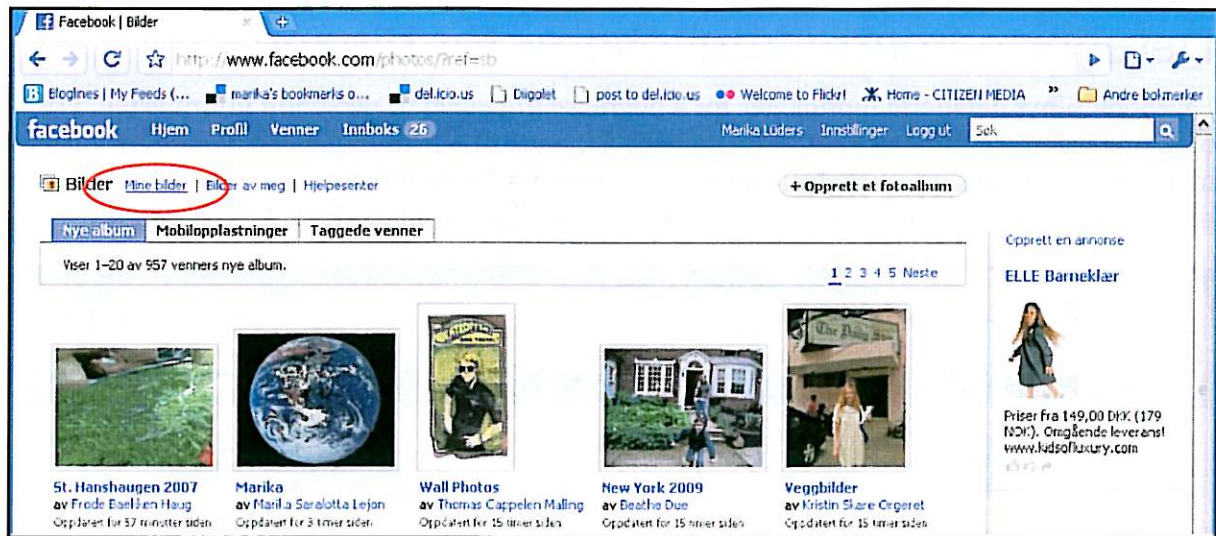 Facebook | Bilder
http://www.facebook.com/photos/?ref=sb
Bloglines | My Feeds (... marika's bookmarks o... del.icio.us Diigolet post to del.icio.us Welcome to Flickr! Home - CITIZEN MEDIA » Andre bokmerker
facebook Hjem Profil Venner Innboks 26 Marika Lüders Innstillinger Logg ut Søk
Bilder Mine bilder | Bilder av meg | Hjelpesenter + Opprett et fotoalbum
Nye album Mobilopplastninger Taggede venner
Viser 1–20 av 957 venners nye album. 1 2 3 4 5 Neste
Opprett en annonse
ELLE Barneklær
Priser fra 149,00 DKK (179
NOK). Omgående leverans!
www.kidsofluxury.com
The Daily
St. Hanshaugen 2007 Marika Wall Photos New York 2009 Veggbilder
av Frode Haug av Marika Saralotta Lejon av Thomas Cappelen Maling av Beathe Due av Kristin Skare Orgeret
Oppdatert for 57 minutter siden Oppdatert for 3 timer siden Oppdatert for 15 timer siden Oppdatert for 15 timer siden Oppdatert for 15 timer siden